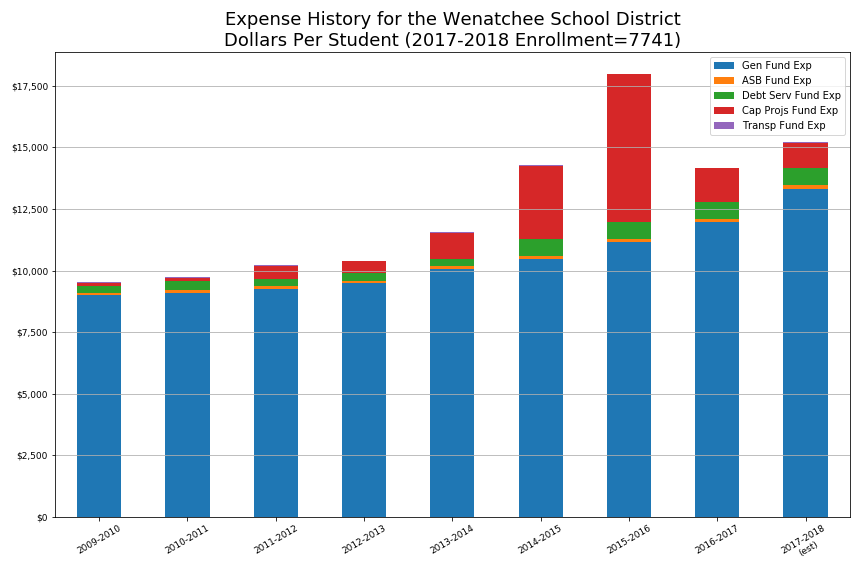 Expense History for the Wenatchee School District
Dollars Per Student (2017-2018 Enrollment=7741)
Gen Fund Exp
ASB Fund Exp
Debt Serv Fund Exp
Cap Projs Fund Exp
Transp Fund Exp
$17,500
$15,000
$12,500
$10,000
$7,500
$5,000
$2,500
$0
2009-2010
2010-2011
2011-2012
2012-2013
2013-2014
2014-2015
2015-2016
2016-2017
2017-2018
(est)